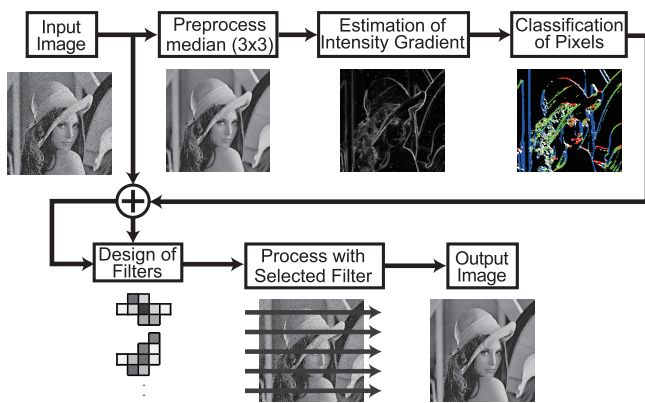 Input
Image
Preprocess
median (3x3)
Estimation of
Intensity Gradient
Classification
of Pixels
Design of
Filters
Process with
Selected Filter
Output
Image